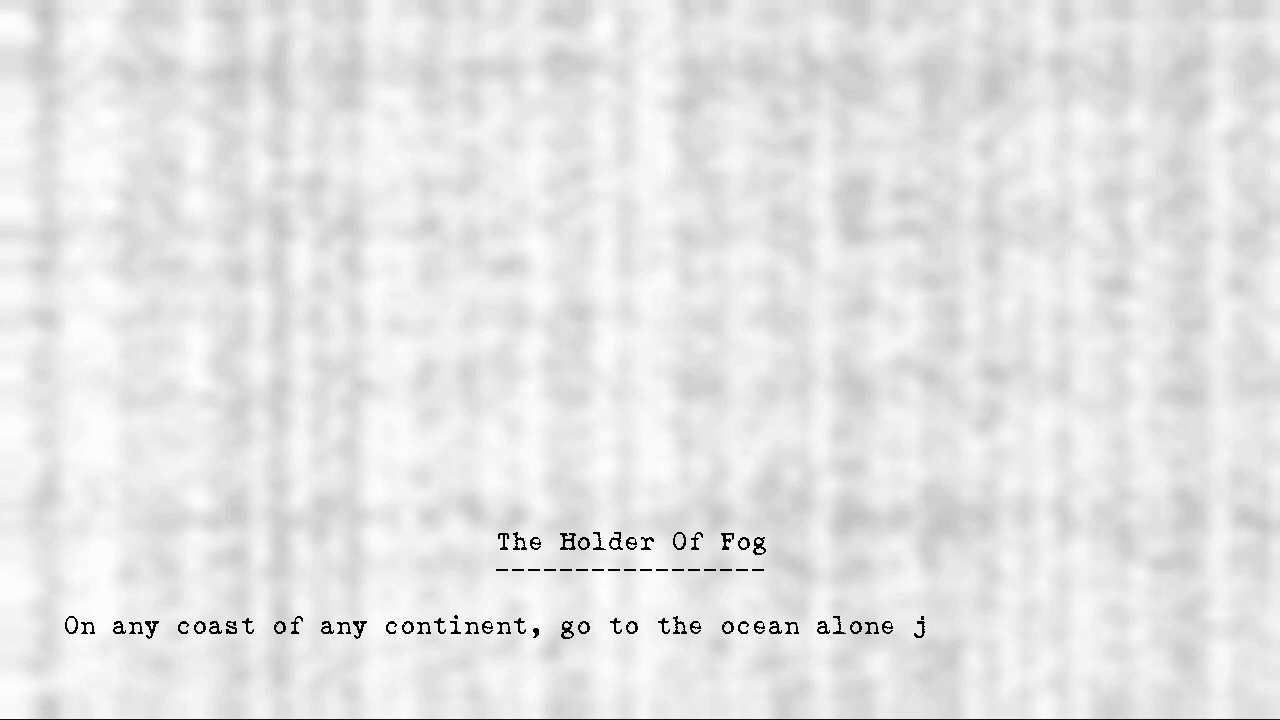 The Holder Of Fog
-----------------
On any coast of any continent, go to the ocean alone j